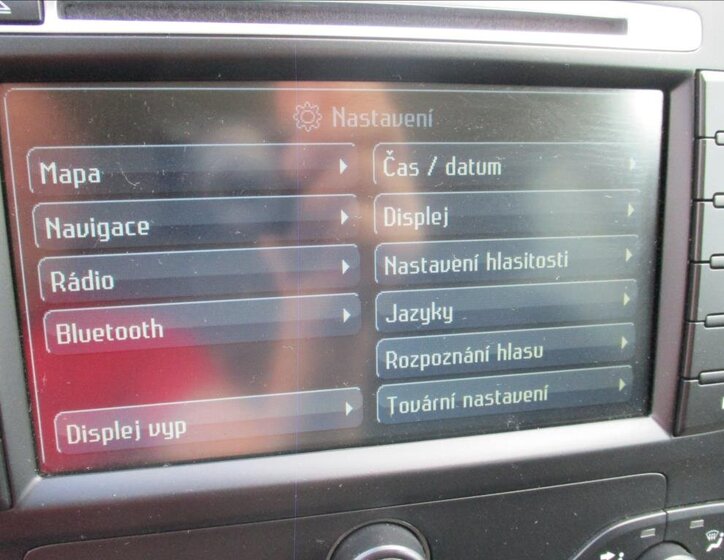 Nastavení
Mapa
Navigace
Rádio
Bluetooth
Displej vyp
Čas / datum
Displej
Nastavení hlasitosti
Jazyky
Rozpoznání hlasu
Tovární nastavení